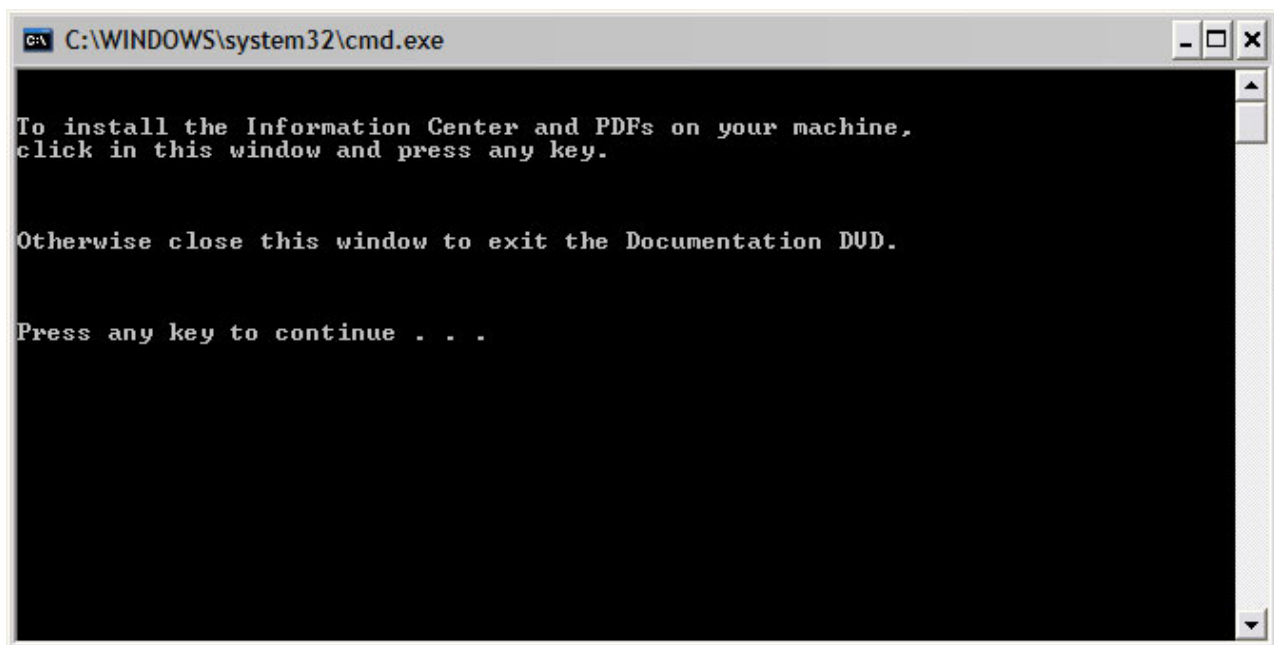 C:\WINDOWS\system32\cmd.exe
To install the Information Center and PDFs on your machine,
click in this window and press any key.
Otherwise close this window to exit the Documentation DVD.
Press any key to continue . . .